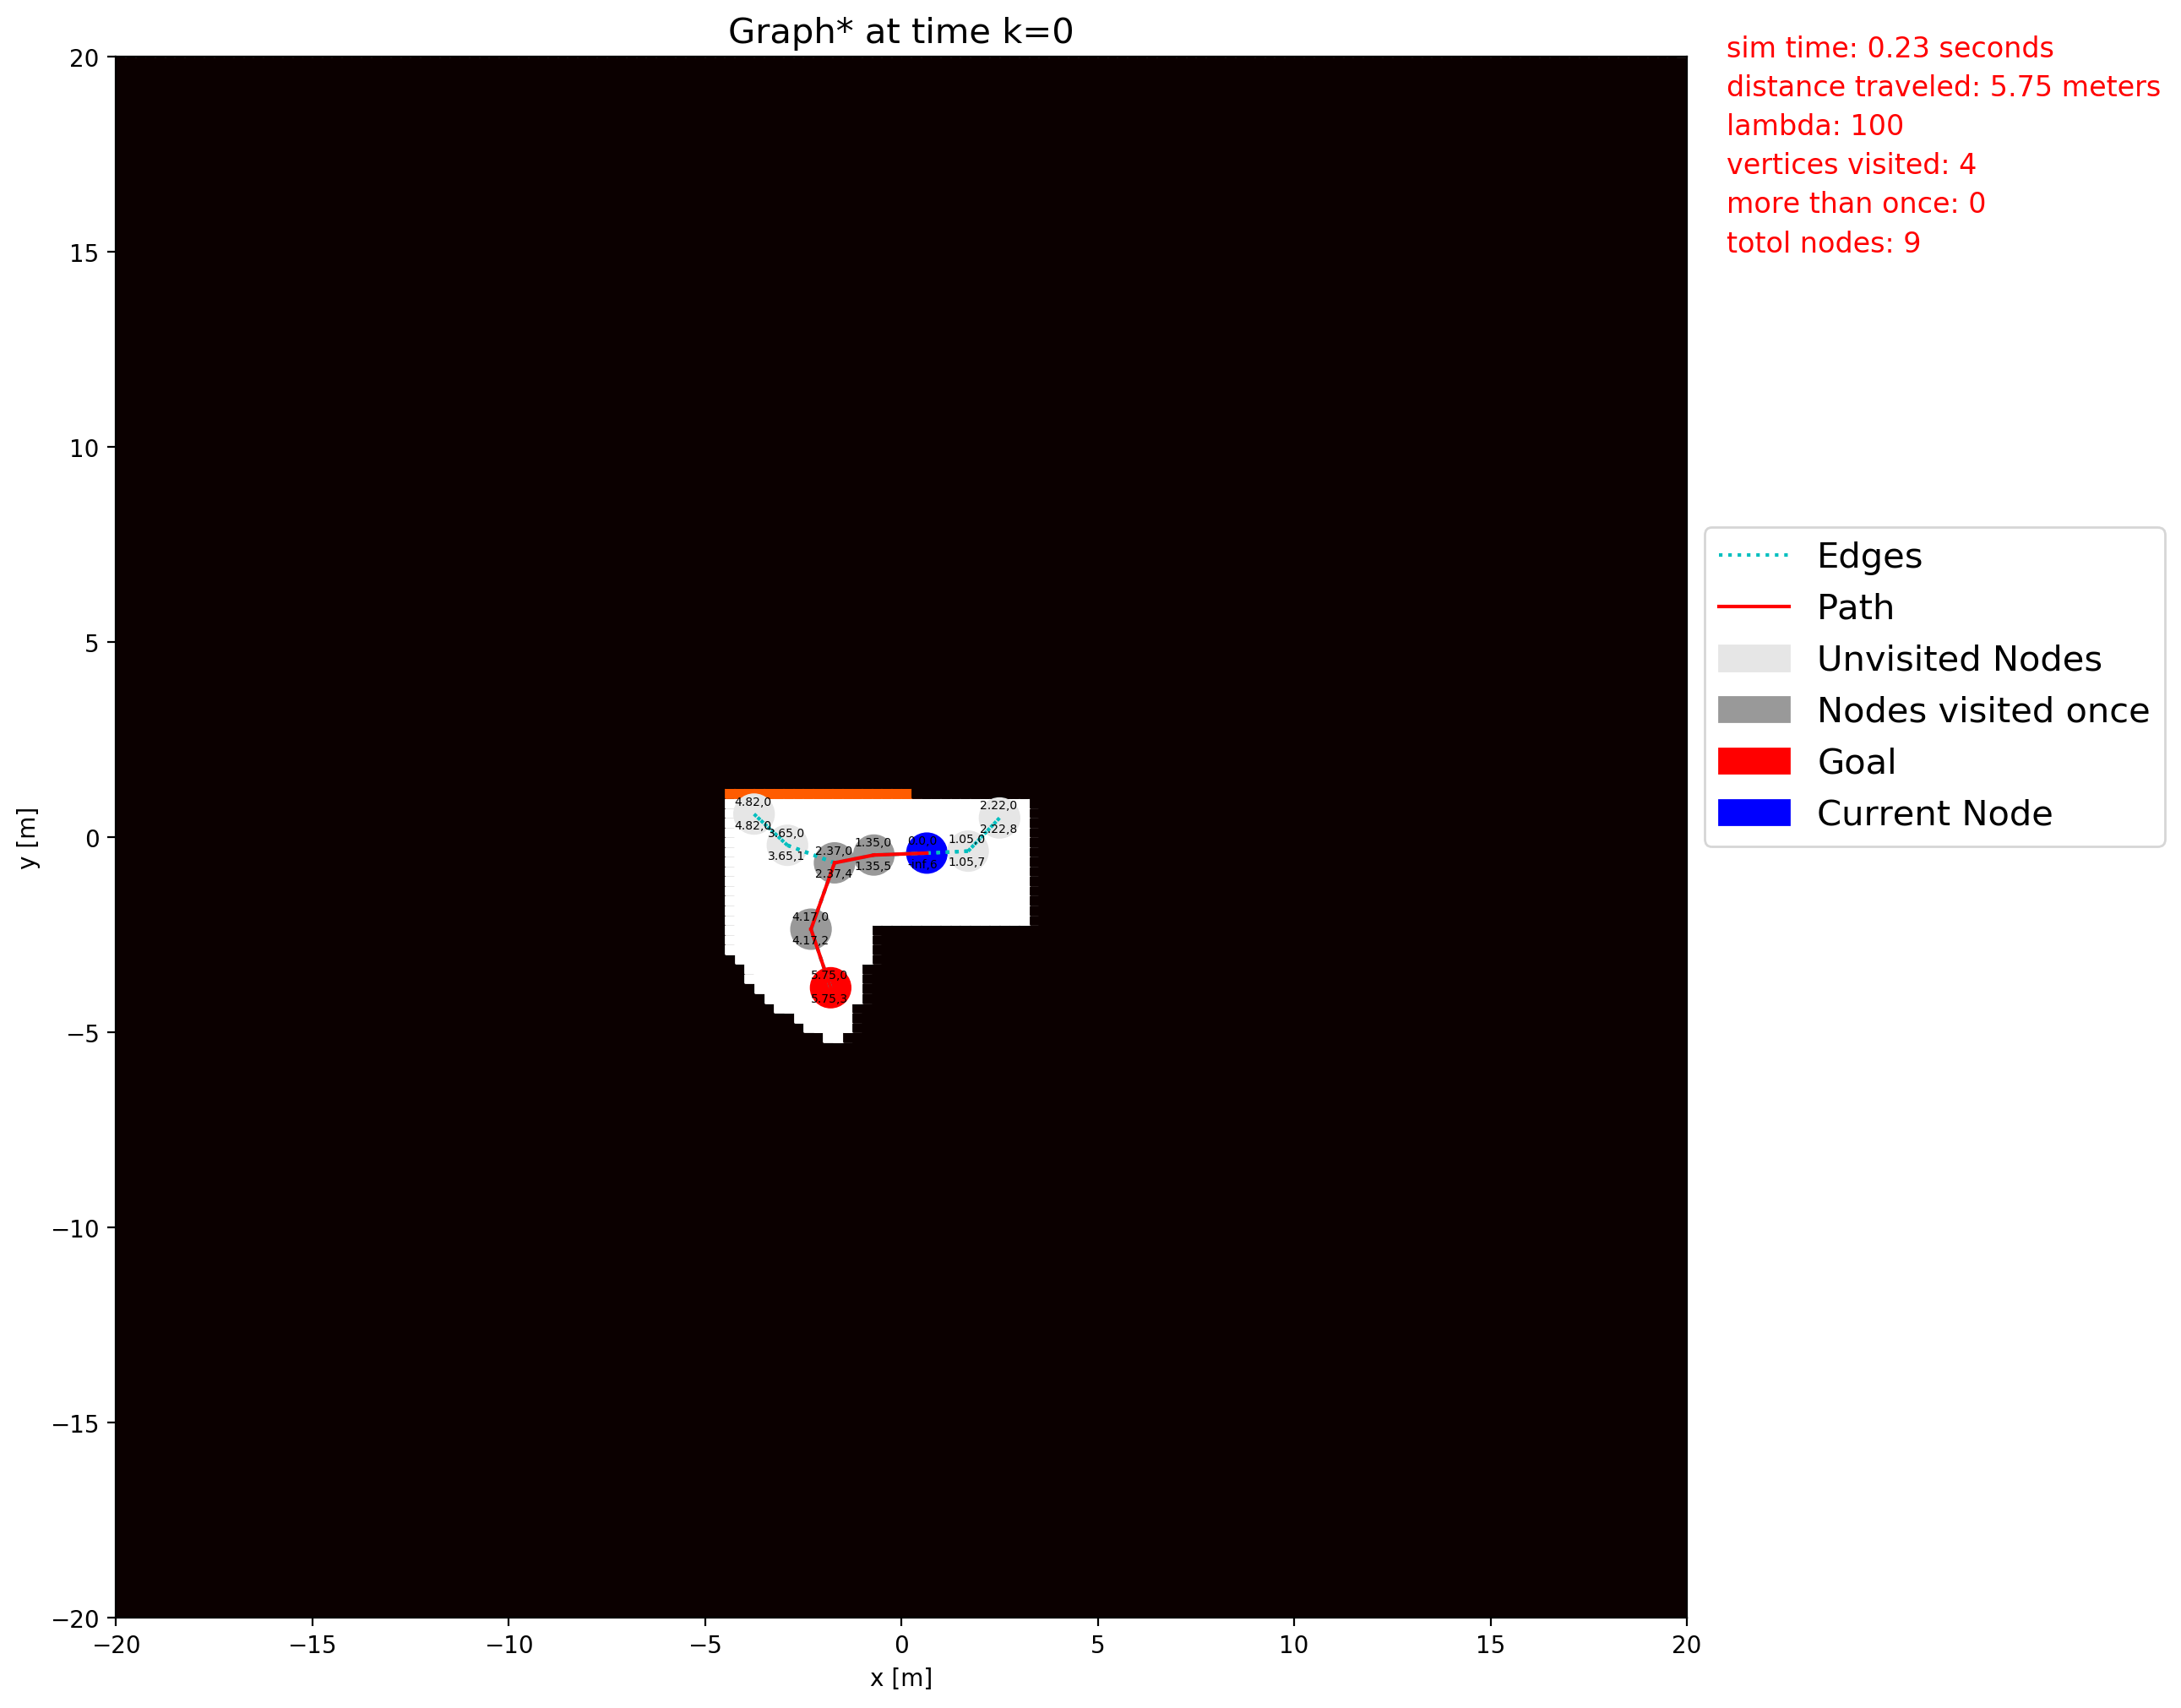 Graph* at time k=0
sim time: 0.23 seconds
distance traveled: 5.75 meters
lambda: 100
vertices visited: 4
more than once: 0
totol nodes: 9
20
15
10
5
0
−5
−10
−15
−20
y [m]
4.82,0
4.82,0
3.65,0
3.65,1
2.37,0
2.37,4
1.35,0
1.35,5
1.05,0
1.05,7
2.22,0
2.22,8
4.17,0
4.17,2
5.75,0
5.75,3
Edges
Path
Unvisited Nodes
Nodes visited once
Goal
Current Node
−20
−15
−10
−5
0
5
10
15
20
x [m]